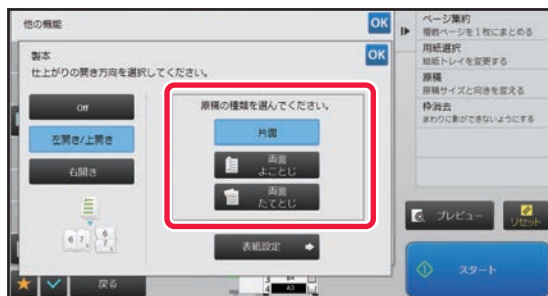 他の機能
OK
製本
仕上がりの開き方向を選択してください。
OK
Off
左開き/上開き
右開き
6 7
6
7
原稿の種類を選んでください。
片面
両面
よことじ
両面
たてとじ
表紙設定
戻る
4
A3
ページ集約
複数ページを1枚にまとめる
用紙選択
給紙トレイを変更する
原稿
原稿サイズと向きを変える
枠消去
まわりに影ができないようにする
プレビュー
リセット
スタート